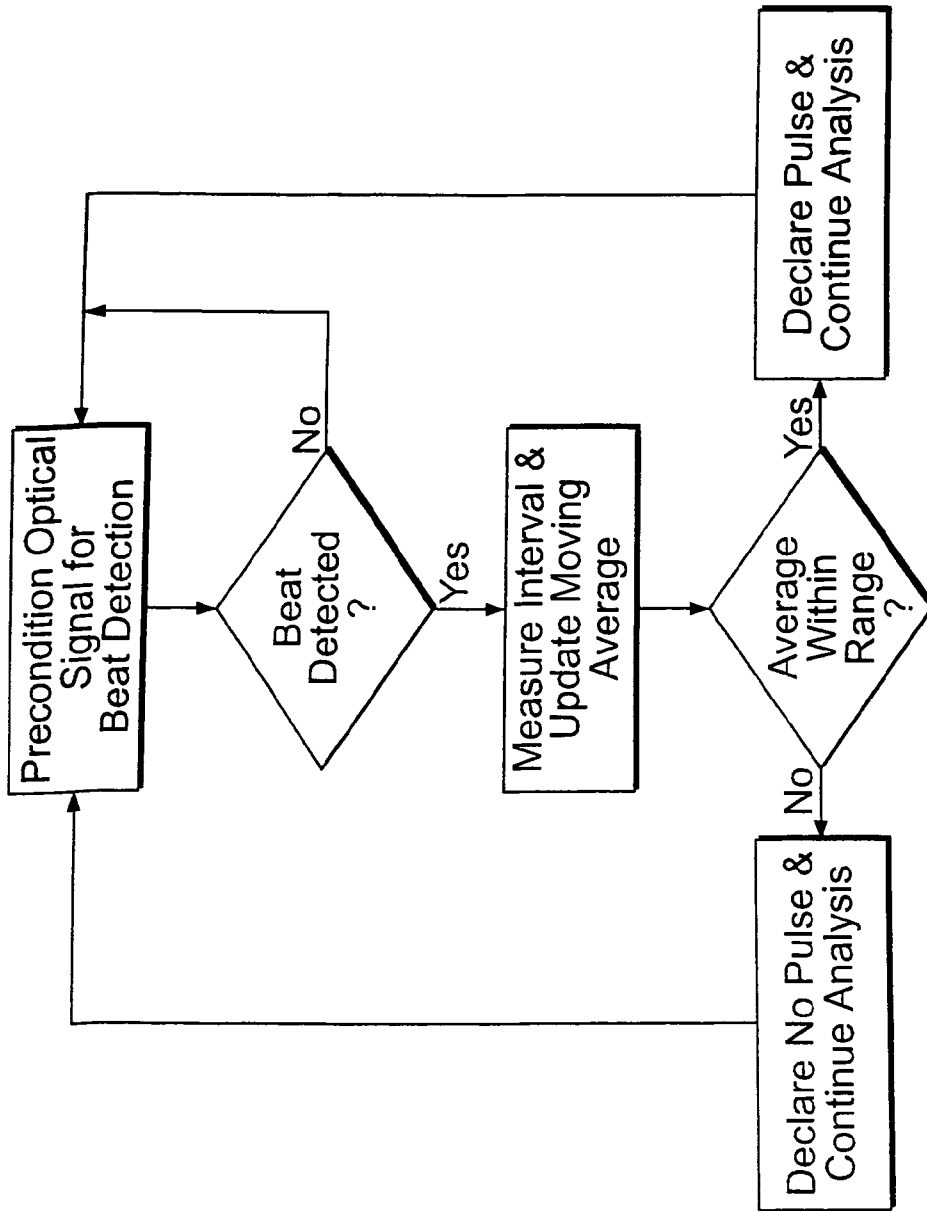 Precondition Optical
Signal for
Beat Detection
Beat
Detected
?
No
Yes
Measure Interval &
Update Moving
Average
Average
Within
Range
?
No
Yes
Declare No Pulse &
Continue Analysis
Declare Pulse &
Continue Analysis